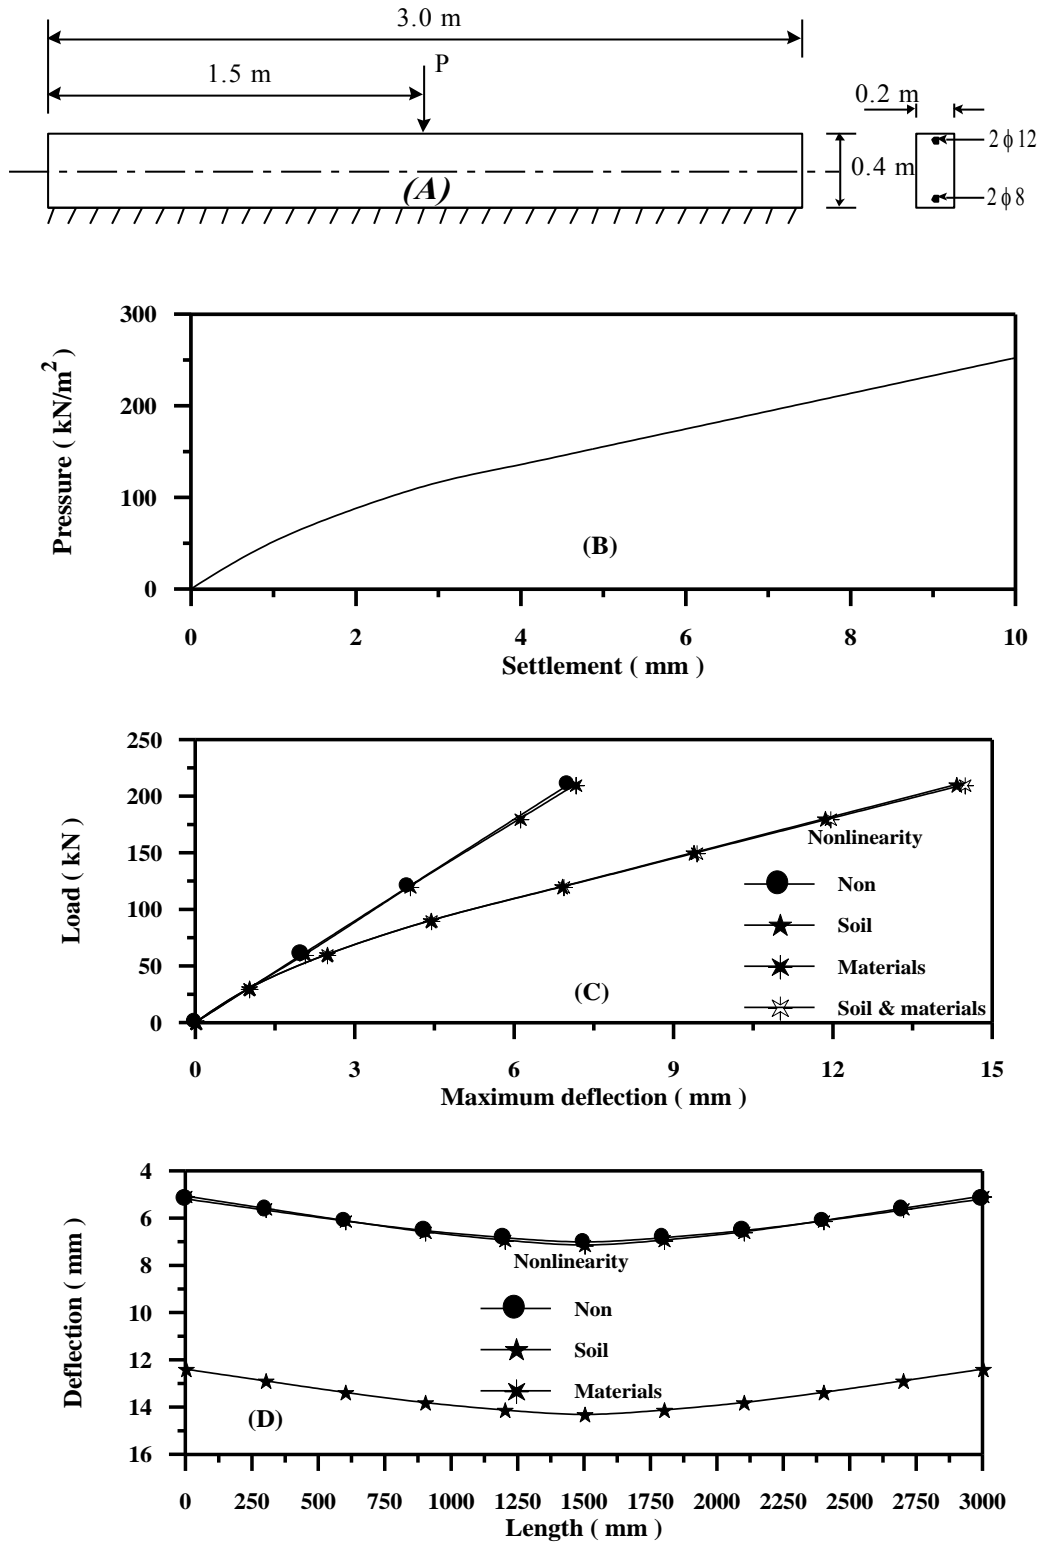 3.0 m
1.5 m
P
0.2 m
2 ϕ 12
0.4 m
(A)
2 ϕ 8
300
200
100
0
Pressure ( kN/m²)
(B)
0 2 4 6 8 10
Settlement ( mm )
250
200
150
100
50
0
Load ( kN )
Nonlinearity
Non
Soil
Materials
Soil & materials
(C)
0 3 6 9 12 15
Maximum deflection ( mm )
4
6
8
10
12
14
16
Deflection ( mm )
Nonlinearity
Non
Soil
Materials
(D)
0 250 500 750 1000 1250 1500 1750 2000 2250 2500 2750 3000
Length ( mm )